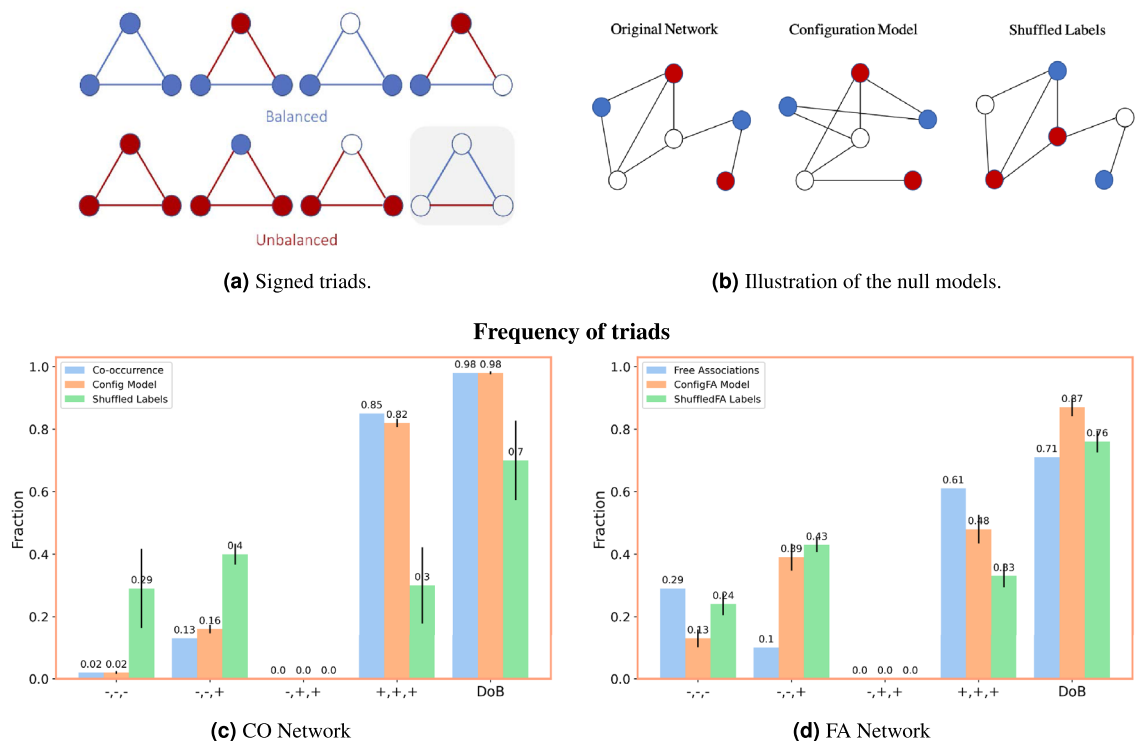 Balanced
Unbalanced
(a) Signed triads.
Original Network
Configuration Model
Shuffled Labels
(b) Illustration of the null models.
Frequency of triads
Co-occurrence
Config Model
Shuffled Labels
Fraction
1.0
0.8
0.6
0.4
0.2
0.0
0.02
0.02
0.29
0.13
0.16
0.4
0.0
0.0
0.0
0.85
0.82
0.3
0.98
0.98
0.7
-,-,-
-,-,+
-,+,+
+,+,+
DoB
(c) CO Network
Free Associations
ConfigFA Model
ShuffledFA Labels
Fraction
1.0
0.8
0.6
0.4
0.2
0.0
0.29
0.13
0.24
0.1
0.39
0.43
0.0
0.0
0.0
0.61
0.48
0.33
0.71
0.87
0.76
-,-,-
-,-,+
-,+,+
+,+,+
DoB
(d) FA Network